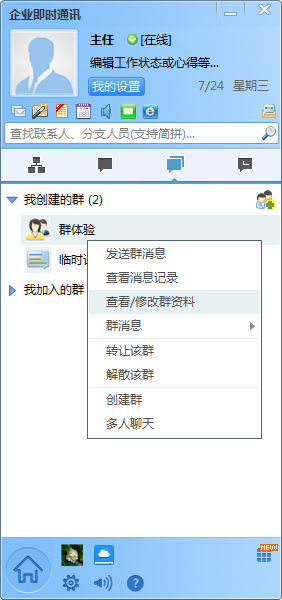 企业即时通讯
主任 [在线]
编辑工作状态或心得等...
我的设置 7/24 星期三
查找联系人、分支人员(支持简拼)...
我创建的群 (2)
群体验
临时
我加入的群
发送群消息
查看消息记录
查看/修改群资料
群消息
转让该群
解散该群
创建群
多人聊天
NEW